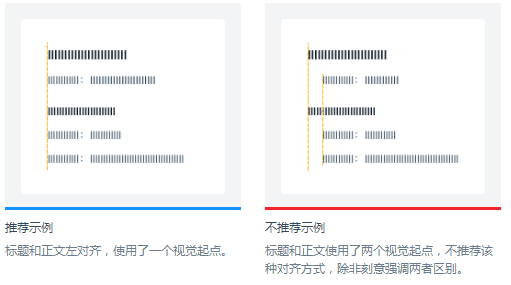 推荐示例
标题和正文左对齐，使用了一个视觉起点。
不推荐示例
标题和正文使用了两个视觉起点，不推荐该
种对齐方式，除非刻意强调两者区别。